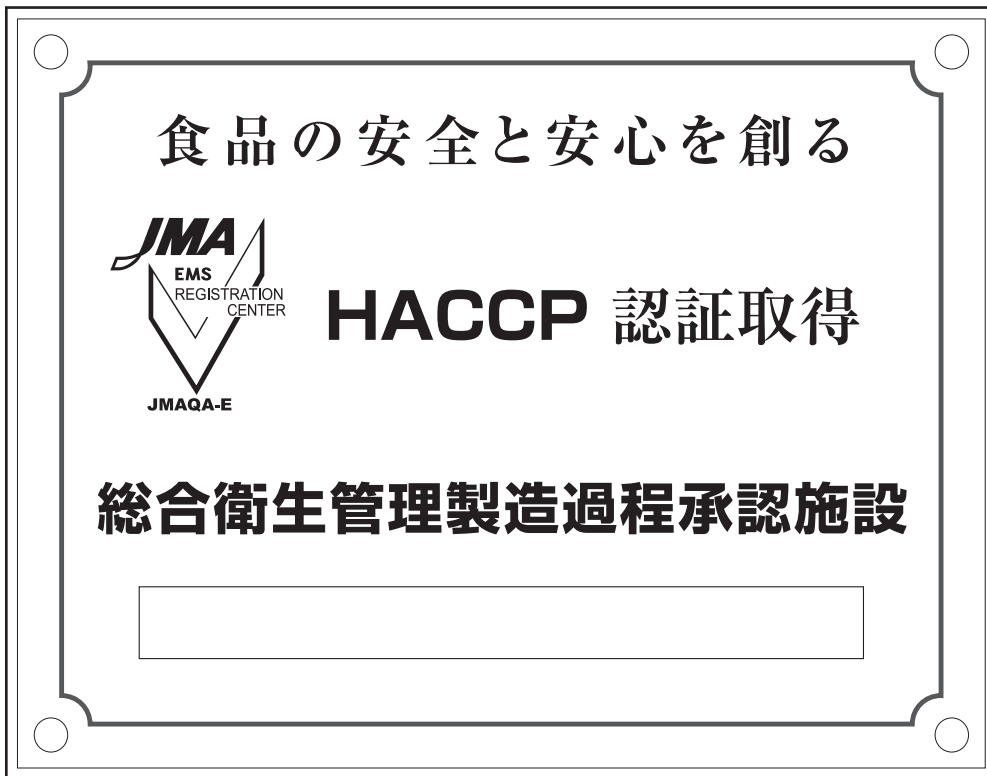 食品の安全と安心を創る
JMA
EMS
REGISTRATION
CENTER
JMAQA-E
HACCP 認証取得
総合衛生管理製造過程承認施設